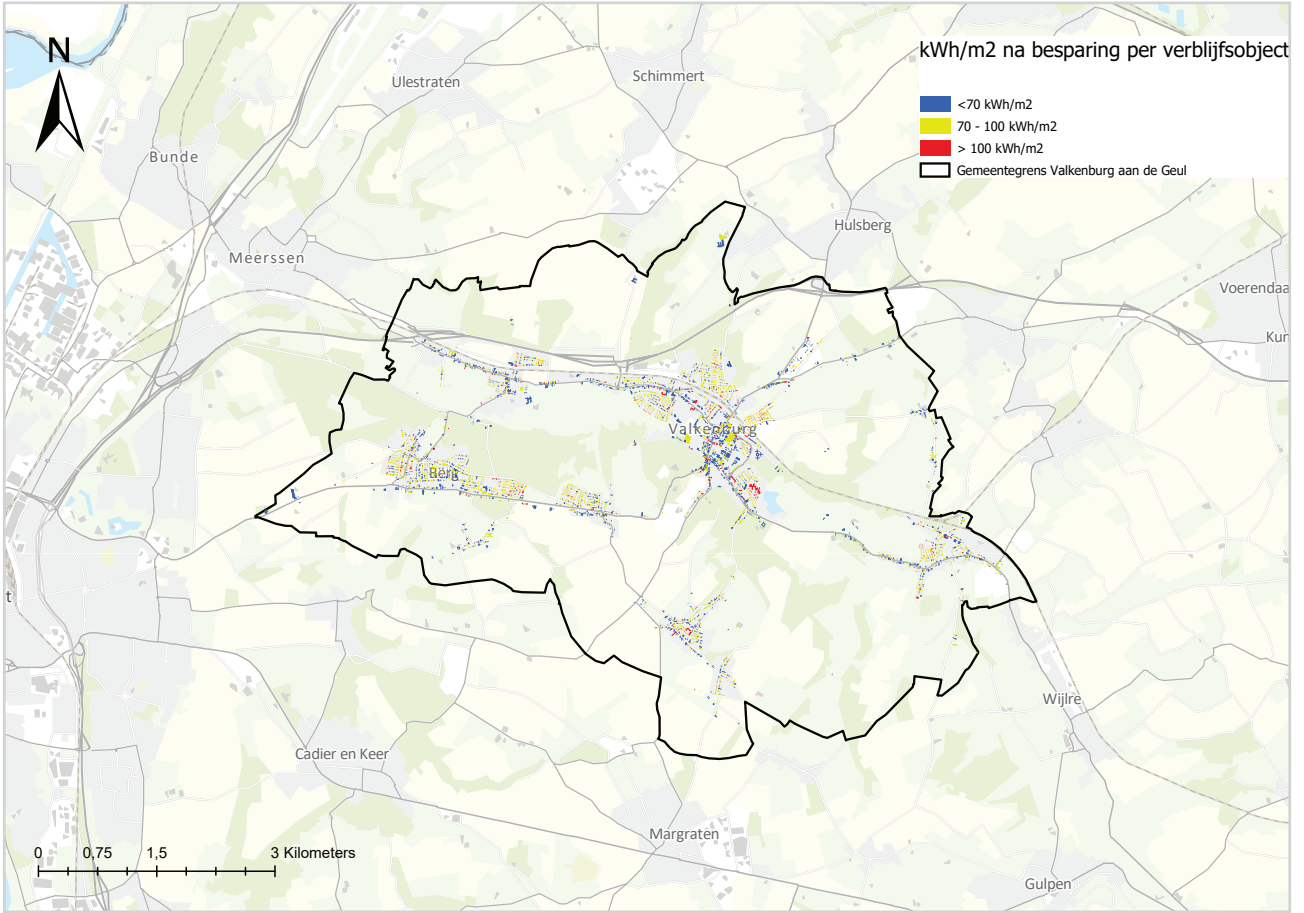 N
kWh/m2 na besparing per verblijfsobject
<70 kWh/m2
70 - 100 kWh/m2
> 100 kWh/m2
Gemeentegrens Valkenburg aan de Geul
Schimmert
Ulestraten
Bunde
Hulsberg
Meerssen
Voerendaa
Kun
Valkenburg
Berg
t
Wijlre
Cadier en Keer
Margraten
0 0,75 1,5 3 Kilometers
Gulpen